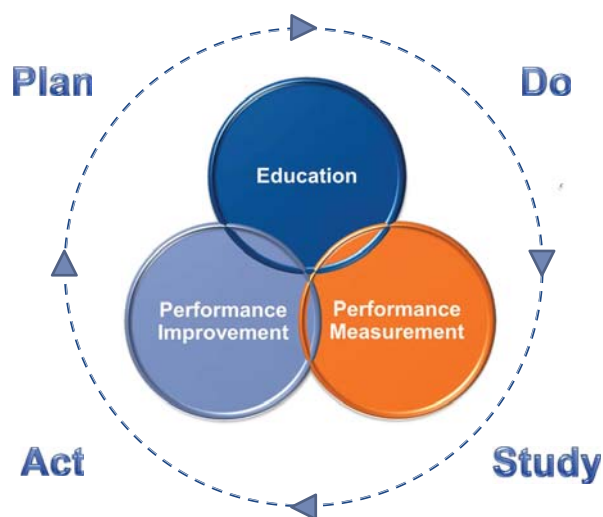 Plan
Do
Education
Performance
Improvement
Performance
Measurement
Act
Study